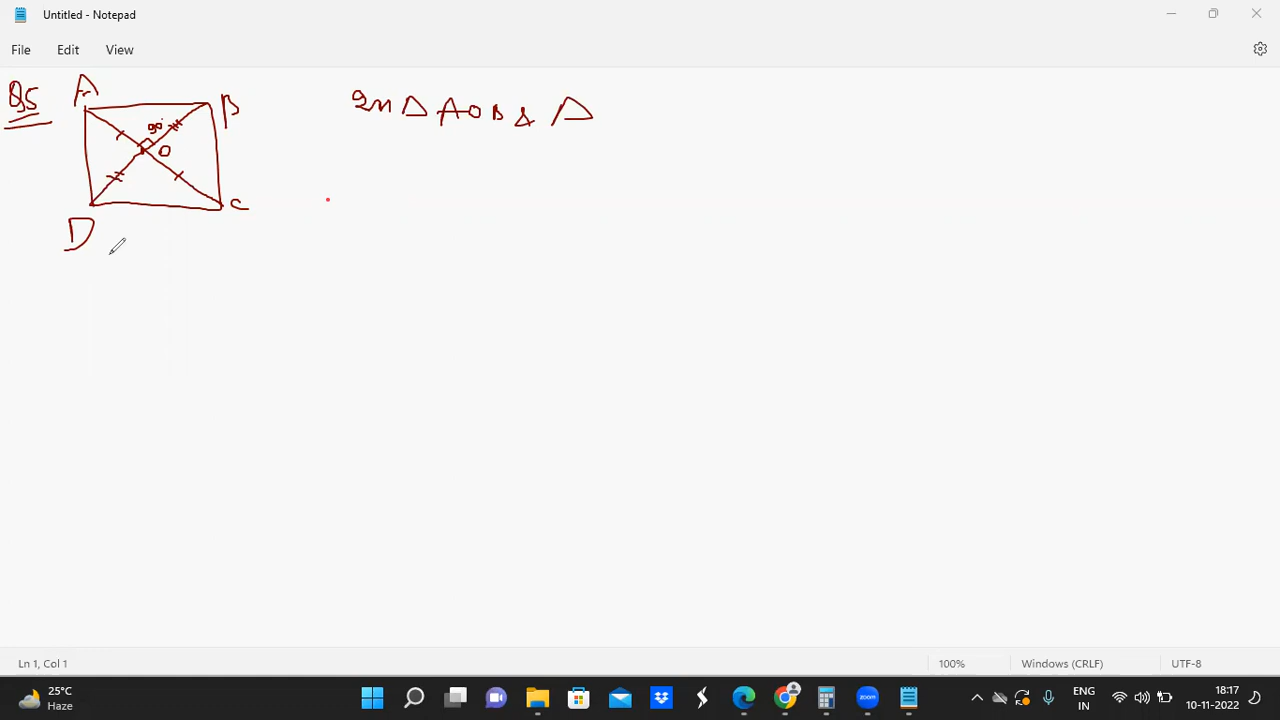 Untitled - Notepad
File Edit View
Q5
A
B
90°
O
C
D
In △ AOB & △
Ln 1, Col 1
100%
Windows (CRLF)
UTF-8
25°C
Haze
ENG
IN
18:17
10-11-2022